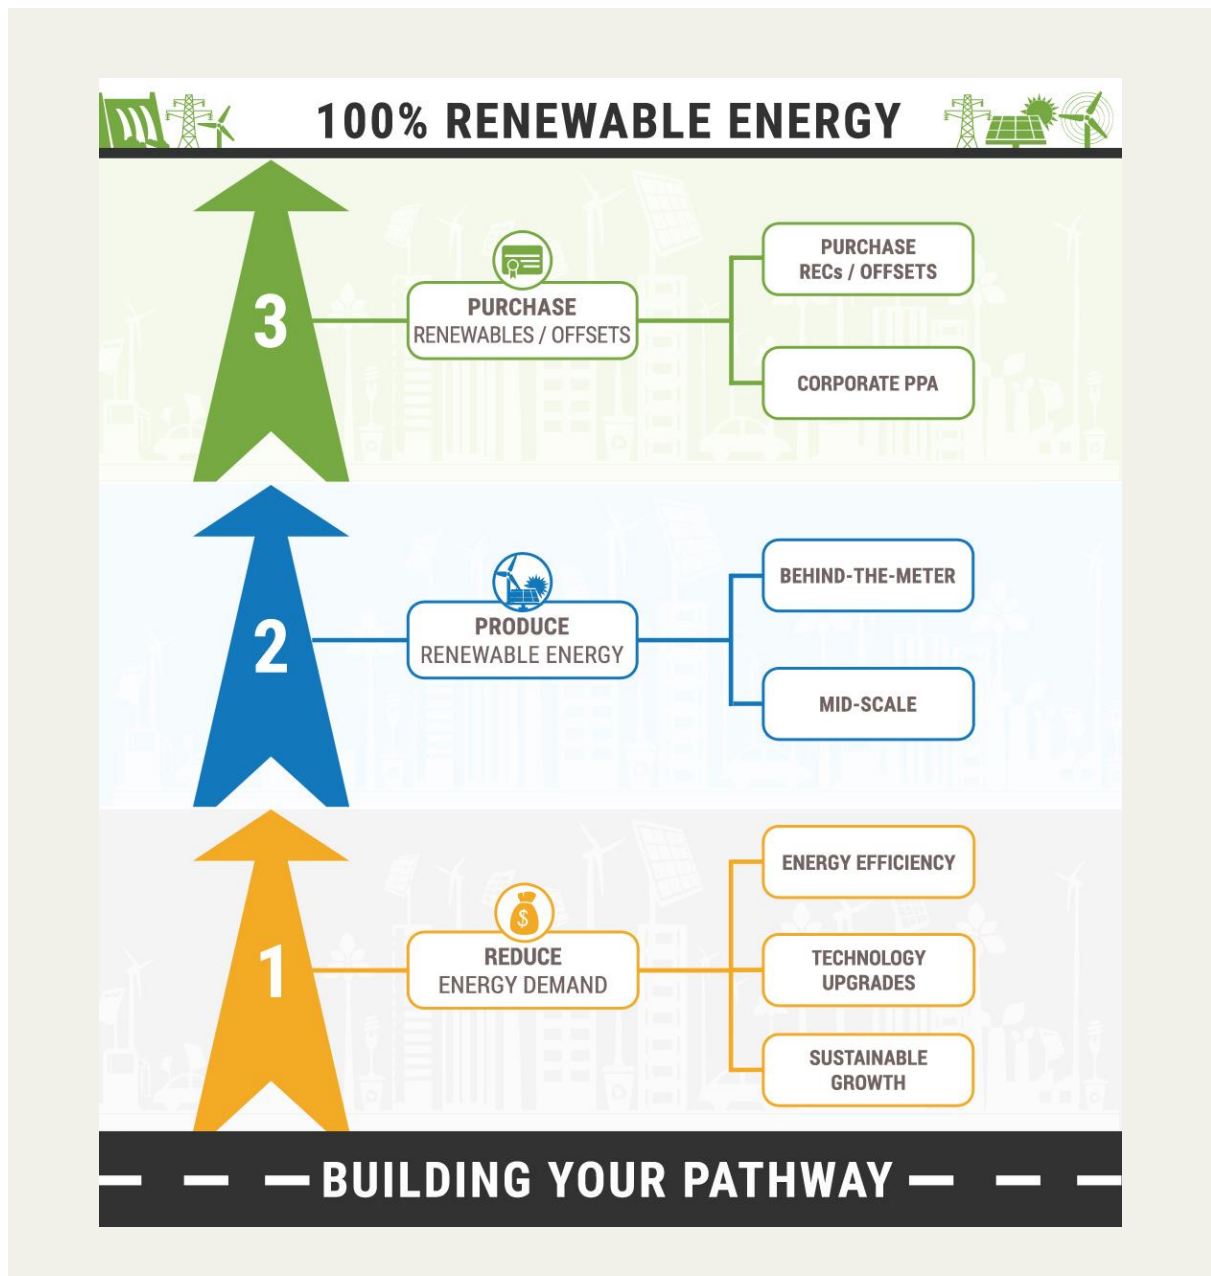 100% RENEWABLE ENERGY
3
PURCHASE
RENEWABLES / OFFSETS
PURCHASE
RECs / OFFSETS
CORPORATE PPA
2
PRODUCE
RENEWABLE ENERGY
BEHIND-THE-METER
MID-SCALE
1
$
REDUCE
ENERGY DEMAND
ENERGY EFFICIENCY
TECHNOLOGY
UPGRADES
SUSTAINABLE
GROWTH
BUILDING YOUR PATHWAY